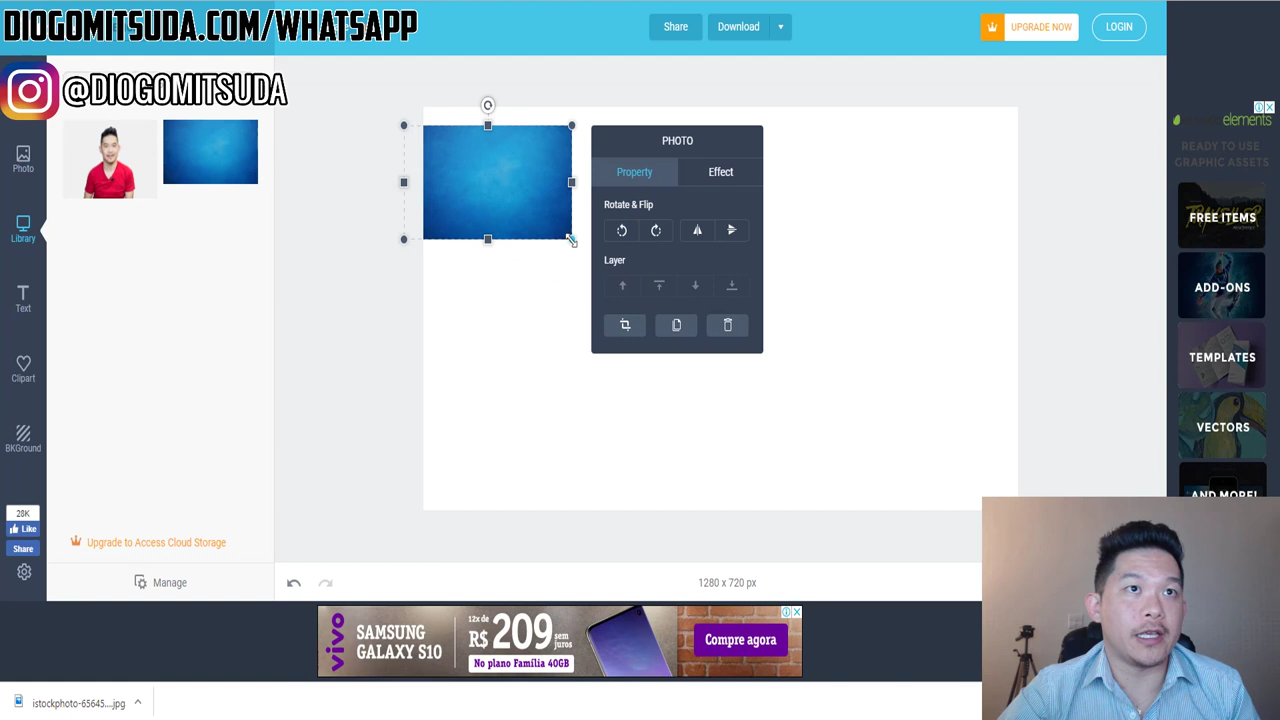 DIOGOMITSUDA.COM/WHATSAPP
@DIOGOMITSUDA
Share
Download
UPGRADE NOW
LOGIN
Photo
Library
Text
Clipart
BKGround
28K
Like
Share
Upgrade to Access Cloud Storage
Manage
PHOTO
Property
Effect
Rotate & Flip
Layer
1280 x 720 px
elements
READY TO USE
GRAPHIC ASSETS
FREE ITEMS
ADD-ONS
TEMPLATES
VECTORS
AND MORE!
vivo
SAMSUNG
GALAXY S10
12x de
R$ 209 sem
juros
No plano Família 40GB
Compre agora
istockphoto-65645....jpg